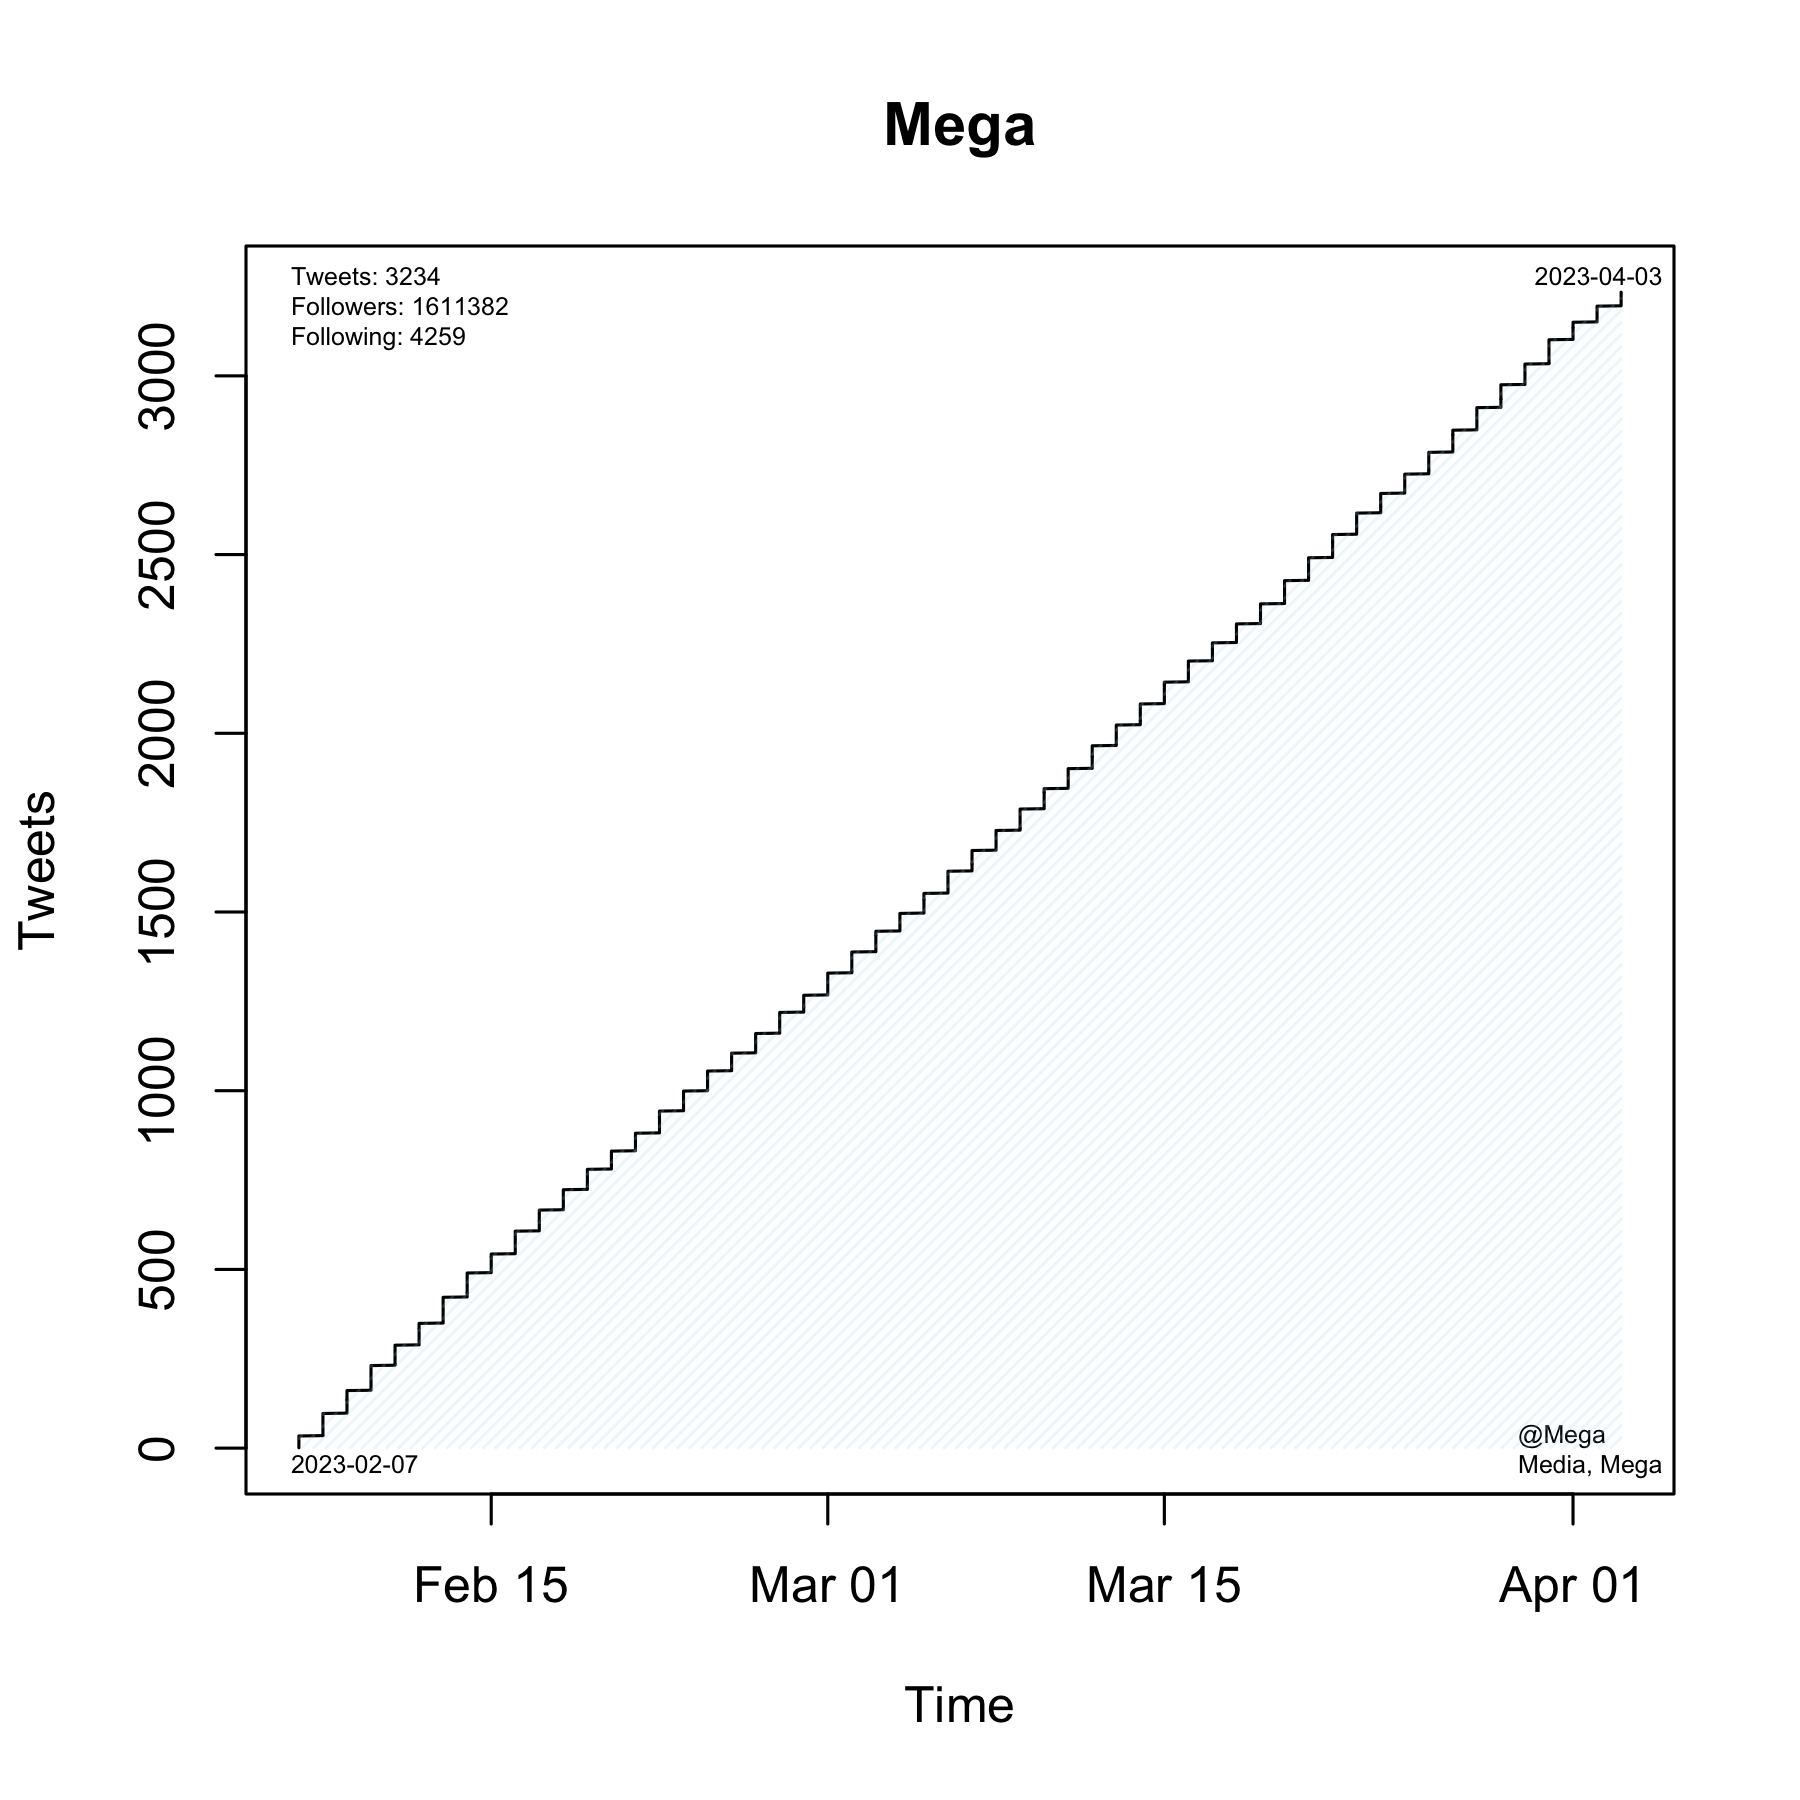 Mega
Tweets: 3234
Followers: 1611382
Following: 4259
2023-04-03
3000
2500
2000
1500
1000
500
0
Tweets
2023-02-07
@Mega
Media, Mega
Feb 15
Mar 01
Mar 15
Apr 01
Time